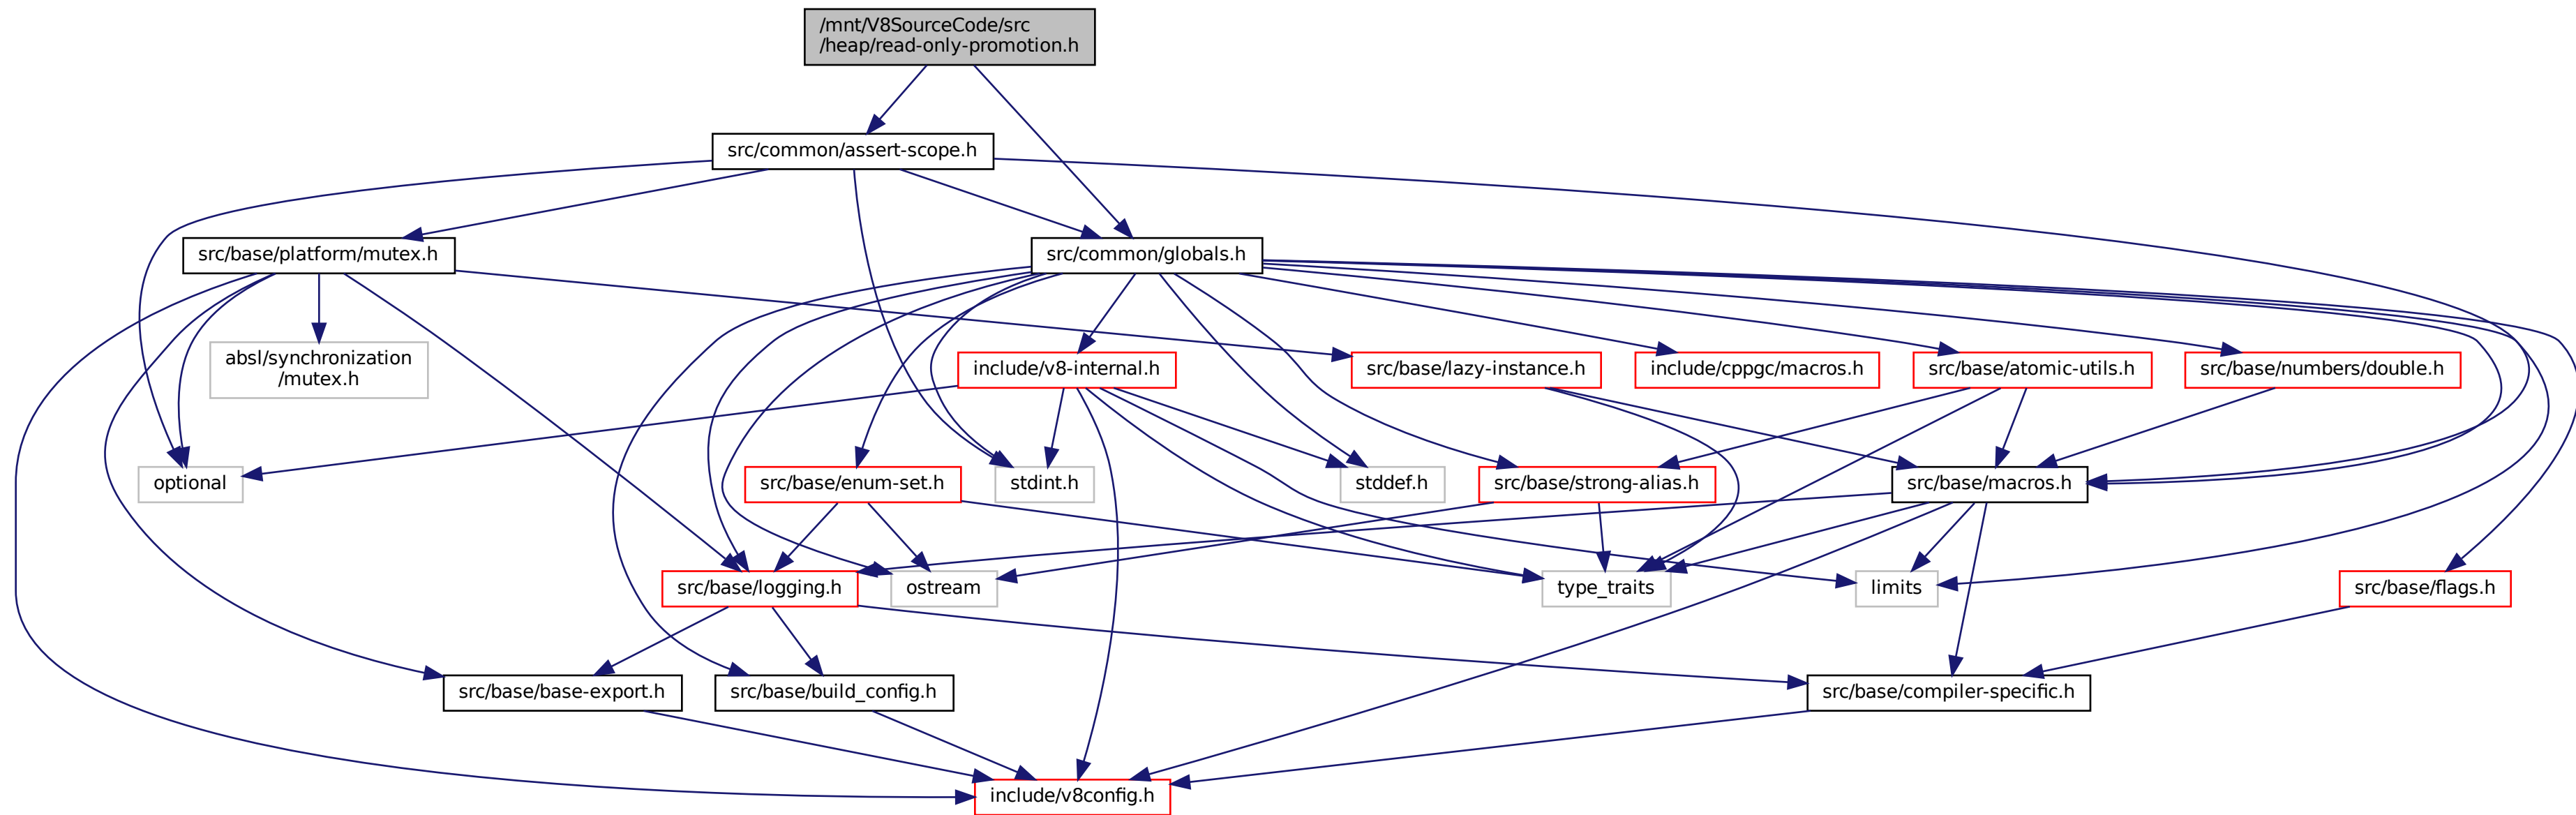 /mnt/V8SourceCode/src
/heap/read-only-promotion.h
src/common/assert-scope.h
src/base/platform/mutex.h
src/common/globals.h
absl/synchronization
/mutex.h
include/v8-internal.h
src/base/lazy-instance.h
include/cppgc/macros.h
src/base/atomic-utils.h
src/base/numbers/double.h
optional
src/base/enum-set.h
stdint.h
stddef.h
src/base/strong-alias.h
src/base/macros.h
src/base/logging.h
ostream
type_traits
limits
src/base/flags.h
src/base/base-export.h
src/base/build_config.h
src/base/compiler-specific.h
include/v8config.h